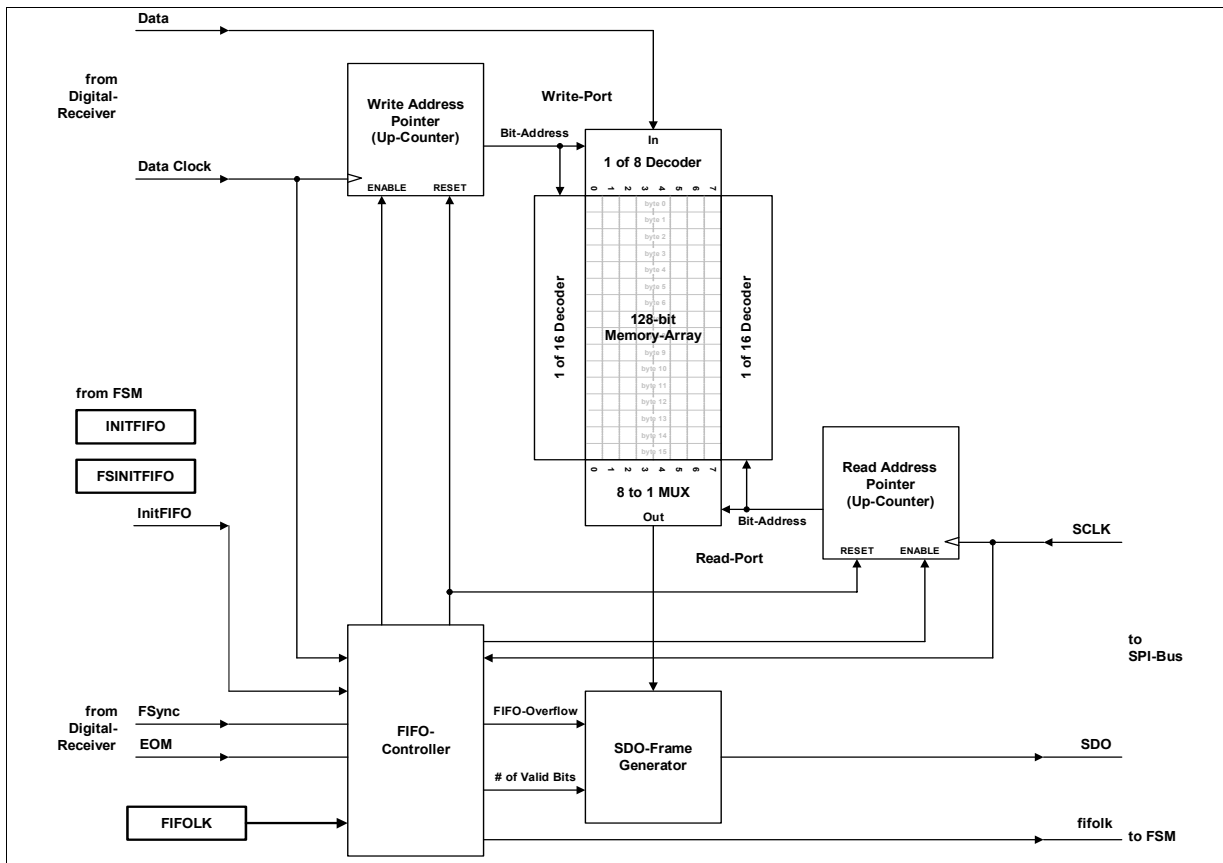 Data
from
Digital-
Receiver
Write Address
Pointer
(Up-Counter)
ENABLE RESET
Write-Port
Bit-Address
Data Clock
In
1 of 8 Decoder
0 1 2 3 4 5 6 7
1 of 16 Decoder
byte 0
byte 1
byte 2
byte 3
byte 4
byte 5
byte 6
128-bit
Memory-Array
byte 9
byte 10
byte 11
byte 12
byte 13
byte 14
byte 15
1 of 16 Decoder
0 1 2 3 4 5 6 7
8 to 1 MUX
Out
Bit-Address
Read-Port
Read Address
Pointer
(Up-Counter)
RESET ENABLE
SCLK
to
SPI-Bus
from FSM
INITFIFO
FSINITFIFO
InitFIFO
from
Digital-
Receiver
FSync
EOM
FIFOLK
FIFO-
Controller
FIFO-Overflow
# of Valid Bits
SDO-Frame
Generator
SDO
fifolk
to FSM